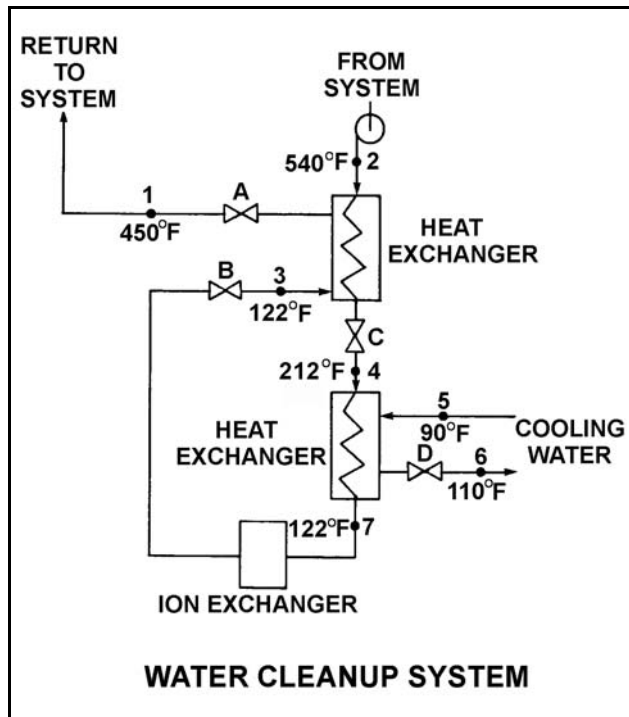 RETURN
TO
SYSTEM
FROM
SYSTEM
540°F 2
1
A
450°F
HEAT
EXCHANGER
B
3
122°F
C
212°F 4
5
HEAT
EXCHANGER
90°F
COOLING
WATER
D
6
110°F
122°F 7
ION EXCHANGER
WATER CLEANUP SYSTEM